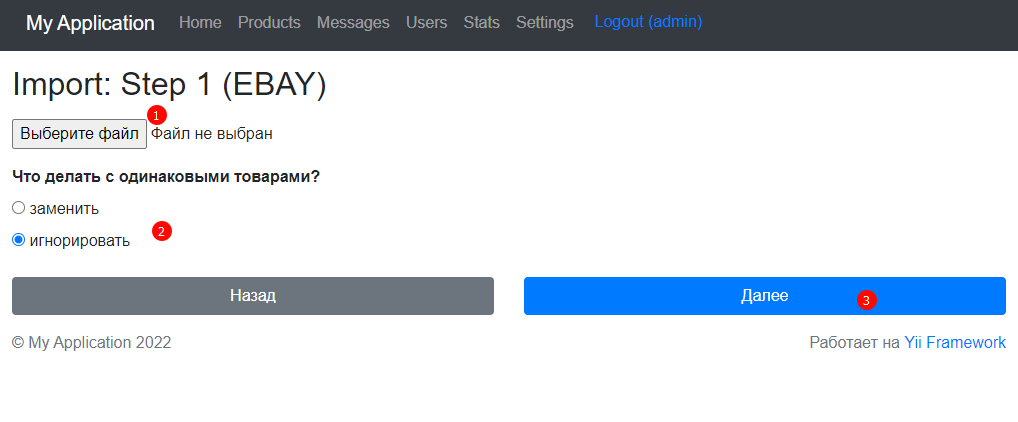 My Application Home Products Messages Users Stats Settings Logout (admin)
Import: Step 1 (EBAY)
1
Выберите файл Файл не выбран
Что делать с одинаковыми товарами?
заменить
игнорировать 2
Назад Далее 3
© My Application 2022 Работает на Yii Framework